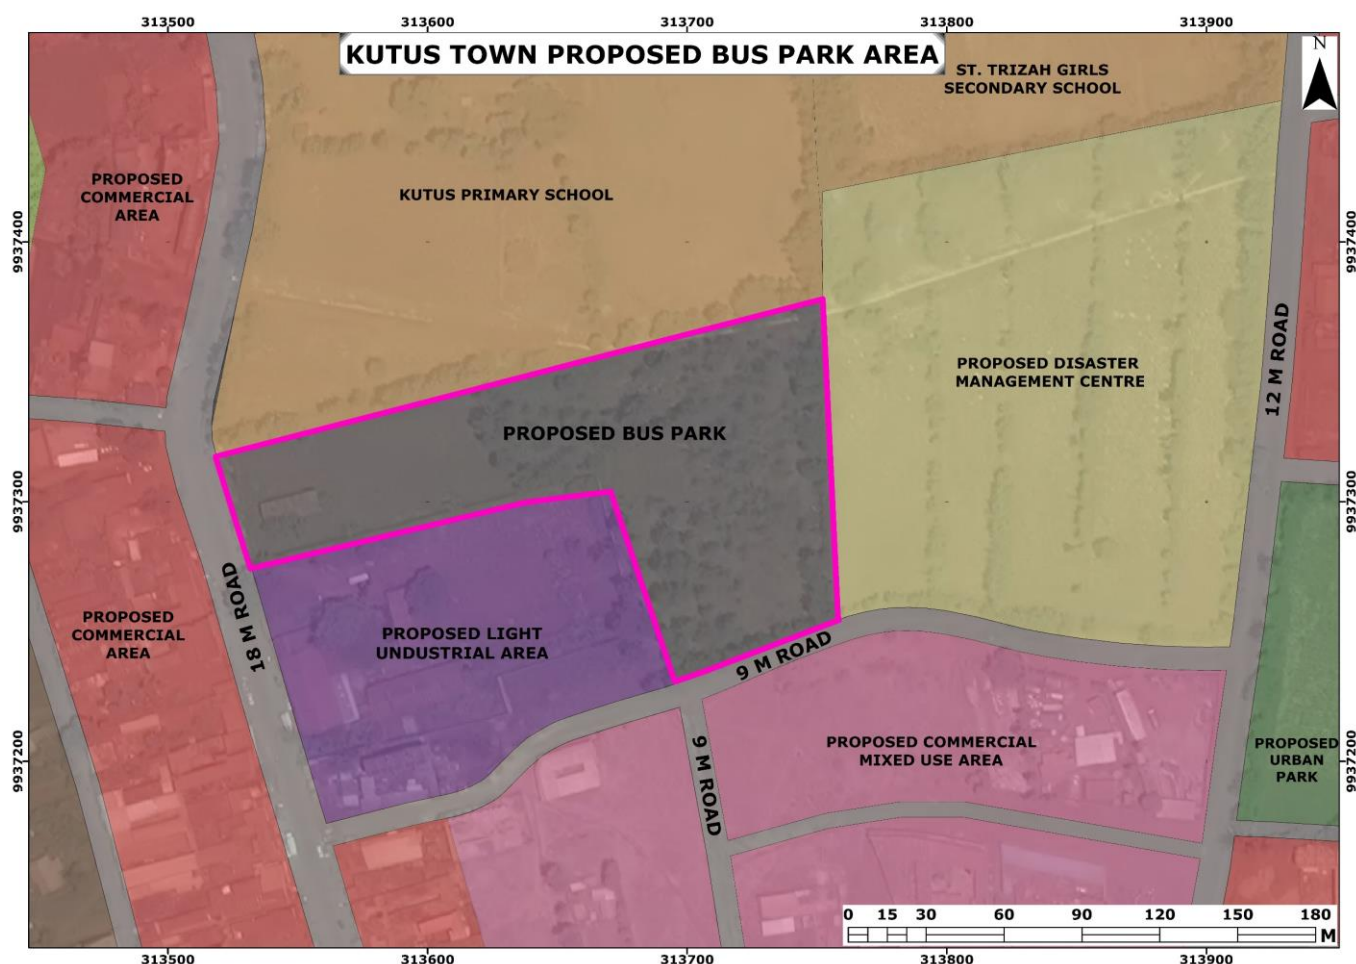 313500 313600 313700 313800 313900
KUTUS TOWN PROPOSED BUS PARK AREA
N
ST. TRIZAH GIRLS
SECONDARY SCHOOL
PROPOSED
COMMERCIAL
AREA
KUTUS PRIMARY SCHOOL
9937400
9937400
12 M ROAD
PROPOSED DISASTER
MANAGEMENT CENTRE
PROPOSED BUS PARK
9937300
9937300
18 M ROAD
PROPOSED
COMMERCIAL
AREA
PROPOSED LIGHT
UNDUSTRIAL AREA
9 M ROAD
9 M ROAD
PROPOSED COMMERCIAL
MIXED USE AREA
PROPOSED
URBAN
PARK
9937200
9937200
0 15 30 60 90 120 150 180
M
313500 313600 313700 313800 313900